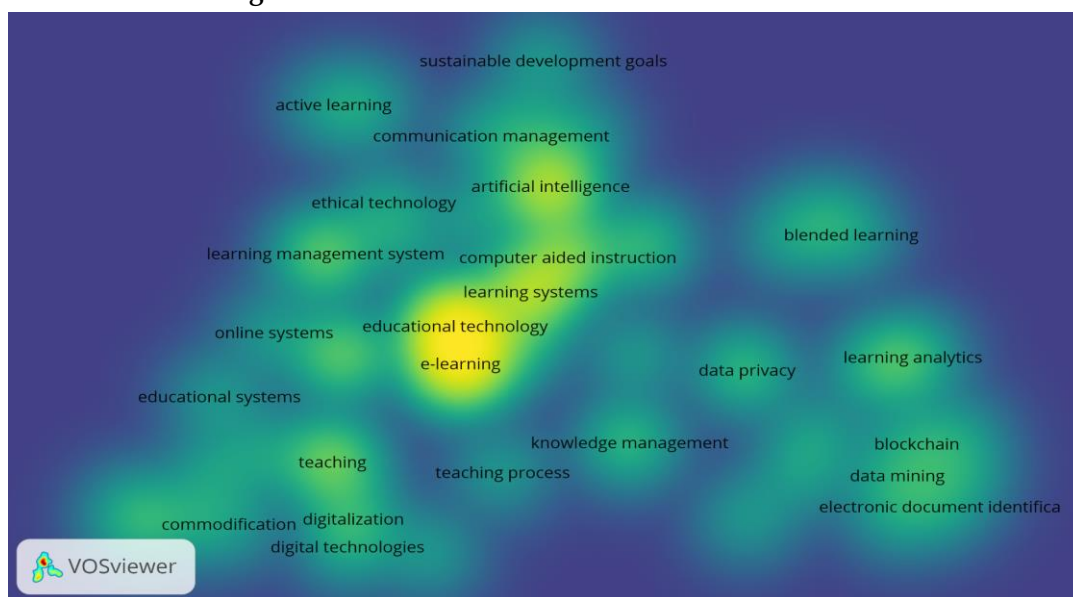 sustainable development goals
active learning
communication management
artificial intelligence
ethical technology
blended learning
learning management system
computer aided instruction
learning systems
educational technology
online systems
learning analytics
e-learning
data privacy
educational systems
knowledge management
blockchain
teaching
teaching process
data mining
electronic document identifica
commodification
digitalization
digital technologies
VOSviewer